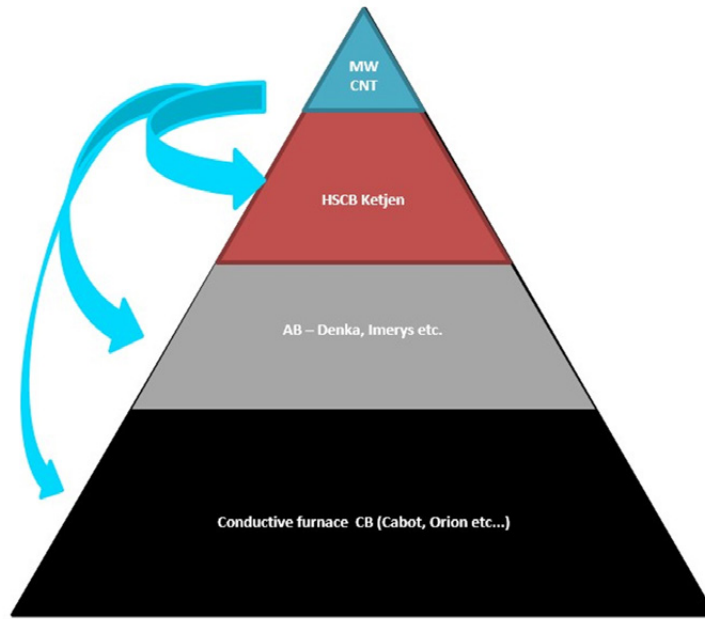 MW
CNT
HSCB Ketjen
AB – Denka, Imerys etc.
Conductive furnace CB (Cabot, Orion etc...)